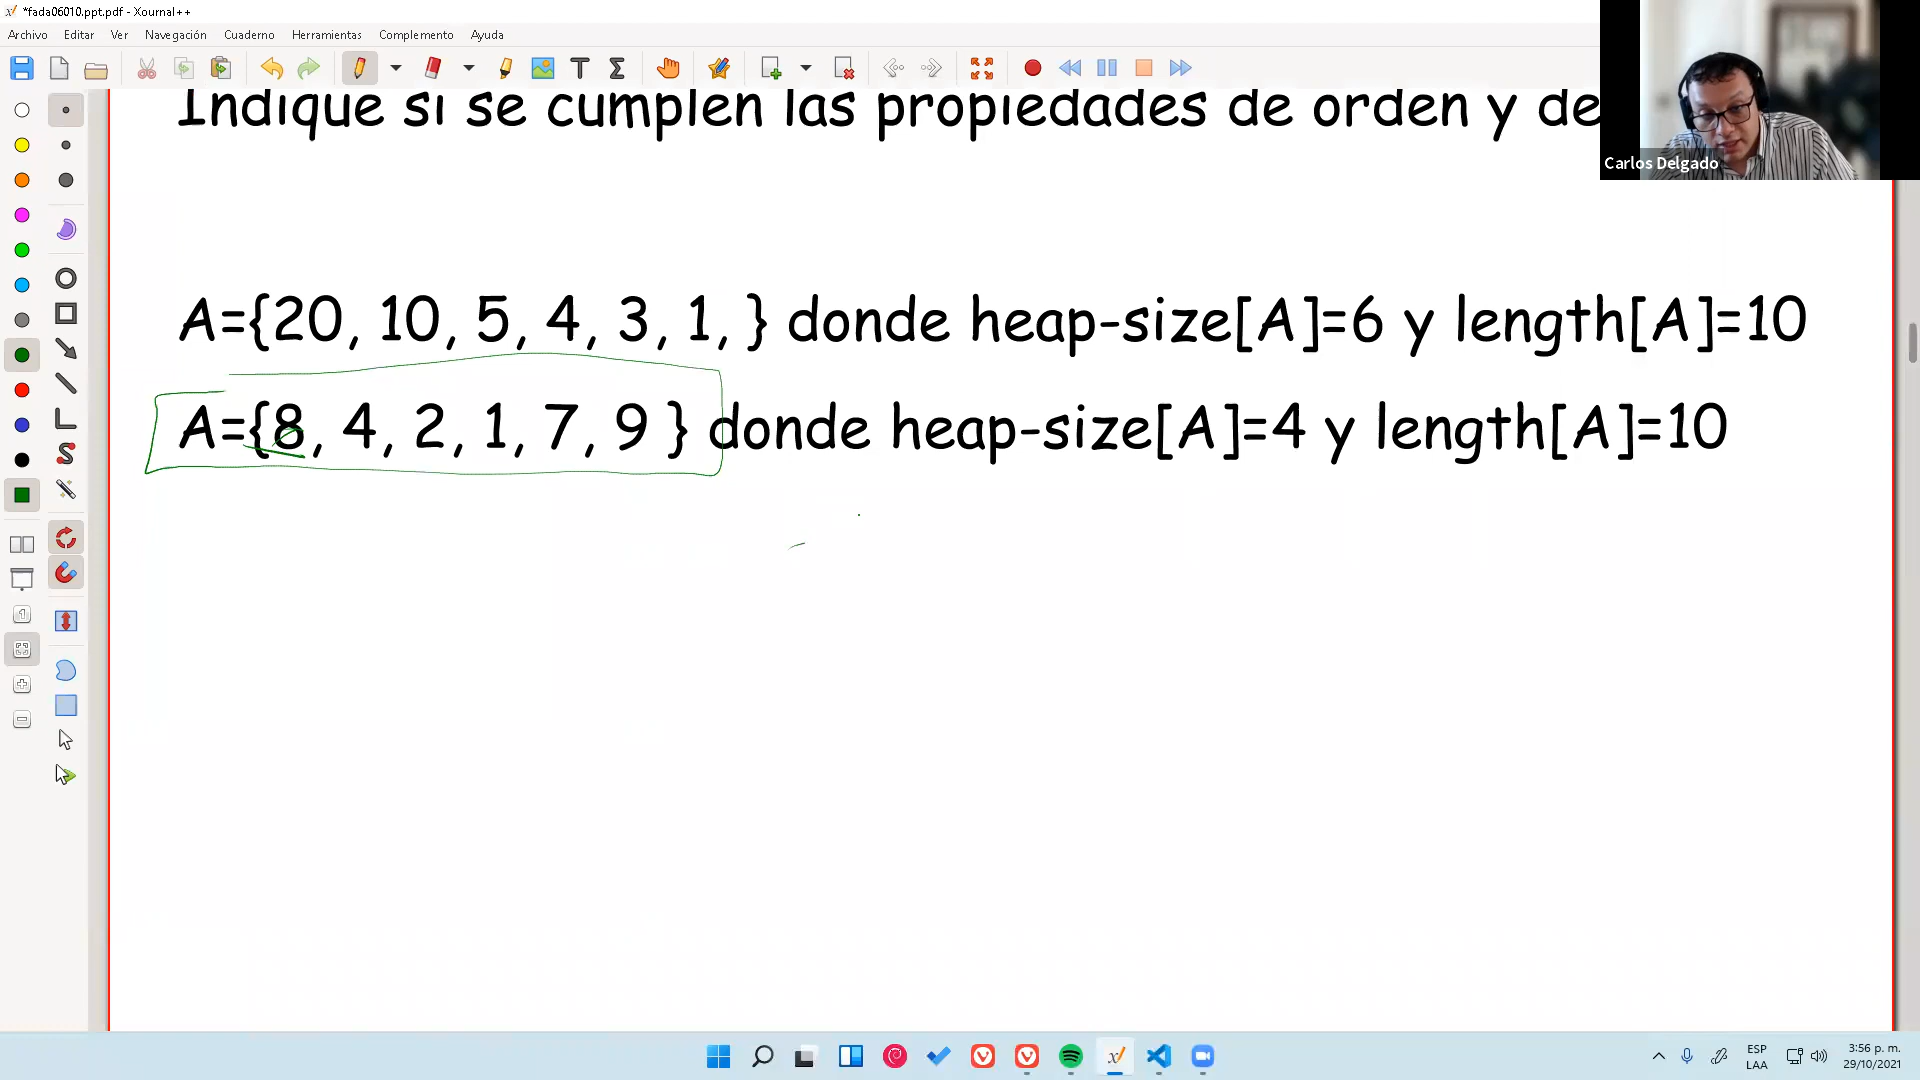 *fada06010.ppt.pdf - Xournal++
Archivo Editar Ver Navegación Cuaderno Herramientas Complemento Ayuda
Indique si se cumplen las propiedades de orden y de
Carlos Delgado
A={20, 10, 5, 4, 3, 1, } donde heap-size[A]=6 y length[A]=10
A={8, 4, 2, 1, 7, 9 } donde heap-size[A]=4 y length[A]=10
ESP
LAA
3:56 p. m.
29/10/2021